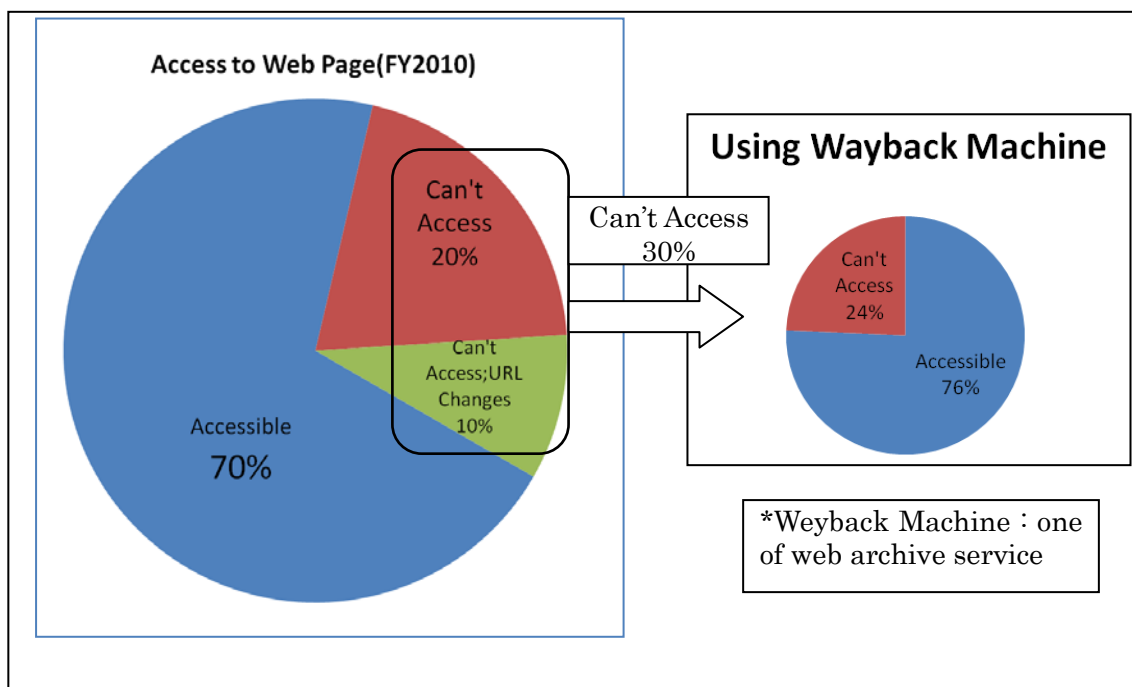 Access to Web Page(FY2010)
Can't
Access
20%
Can't
Access;URL
Changes
10%
Accessible
70%
Can’t Access
30%
Using Wayback Machine
Can't
Access
24%
Accessible
76%
*Weyback Machine：one
of web archive service